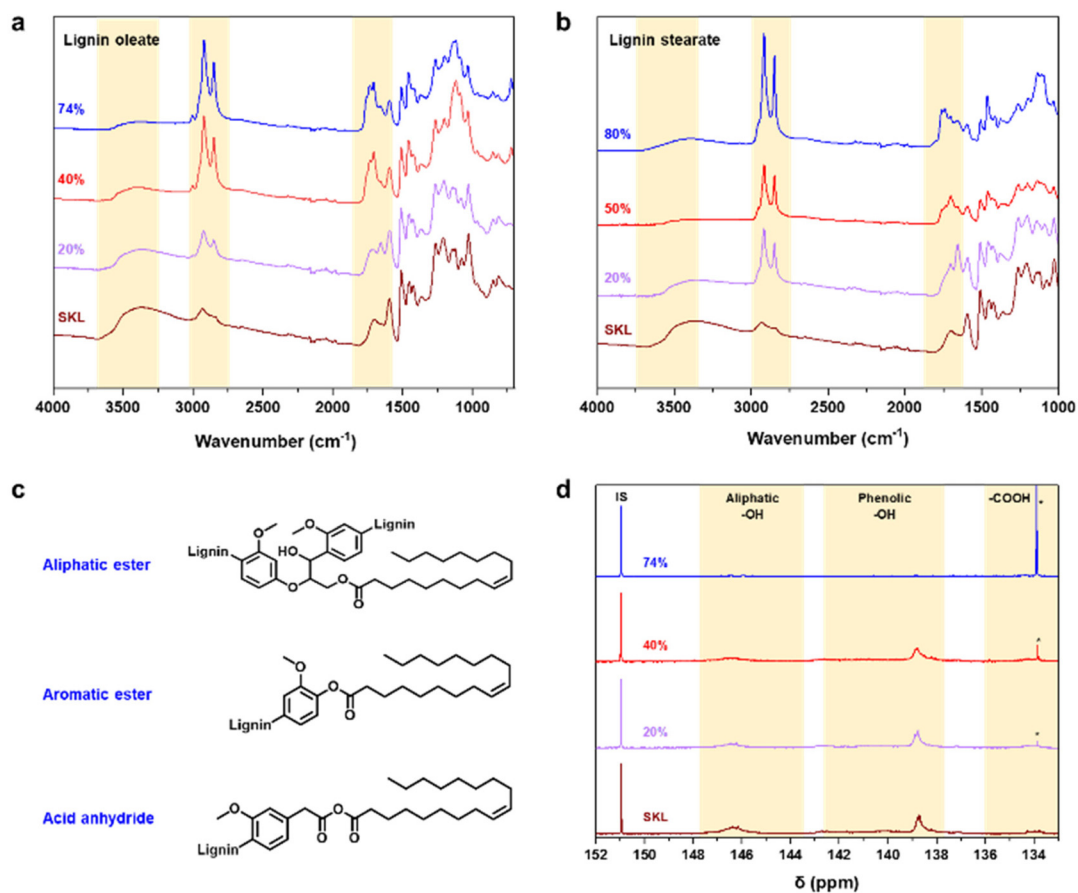 a
Lignin oleate
74%
40%
20%
SKL
4000 3500 3000 2500 2000 1500 1000
Wavenumber (cm⁻¹)
b
Lignin stearate
80%
50%
20%
SKL
4000 3500 3000 2500 2000 1500 1000
Wavenumber (cm⁻¹)
c
Aliphatic ester
Lignin
O
HO
O
Lignin
O
O
O
Aromatic ester
O
O
O
Lignin
Acid anhydride
O
O
O
O
Lignin
d
IS
Aliphatic
-OH
Phenolic
-OH
-COOH
*
74%
40%
*
20%
*
SKL
152 150 148 146 144 142 140 138 136 134
δ (ppm)